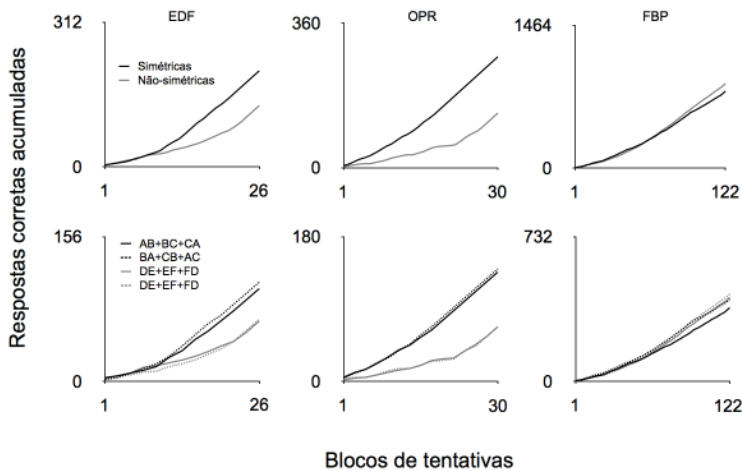 EDF
OPR
FBP
312
360
1464
Simétricas
Não-simétricas
0
0
0
1
26
1
30
1
122
Respostas corretas acumuladas
156
180
732
AB+BC+CA
BA+CB+AC
DE+EF+FD
DE+EF+FD
0
0
0
1
26
1
30
1
122
Blocos de tentativas